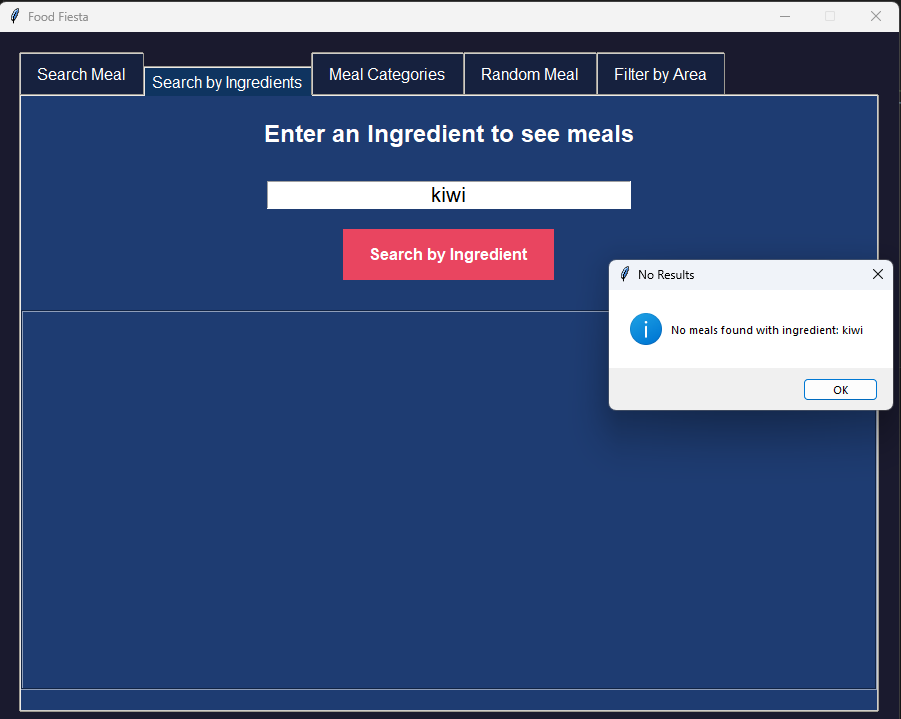 Food Fiesta
Search Meal
Search by Ingredients
Meal Categories
Random Meal
Filter by Area
Enter an Ingredient to see meals
kiwi
Search by Ingredient
No Results
No meals found with ingredient: kiwi
OK